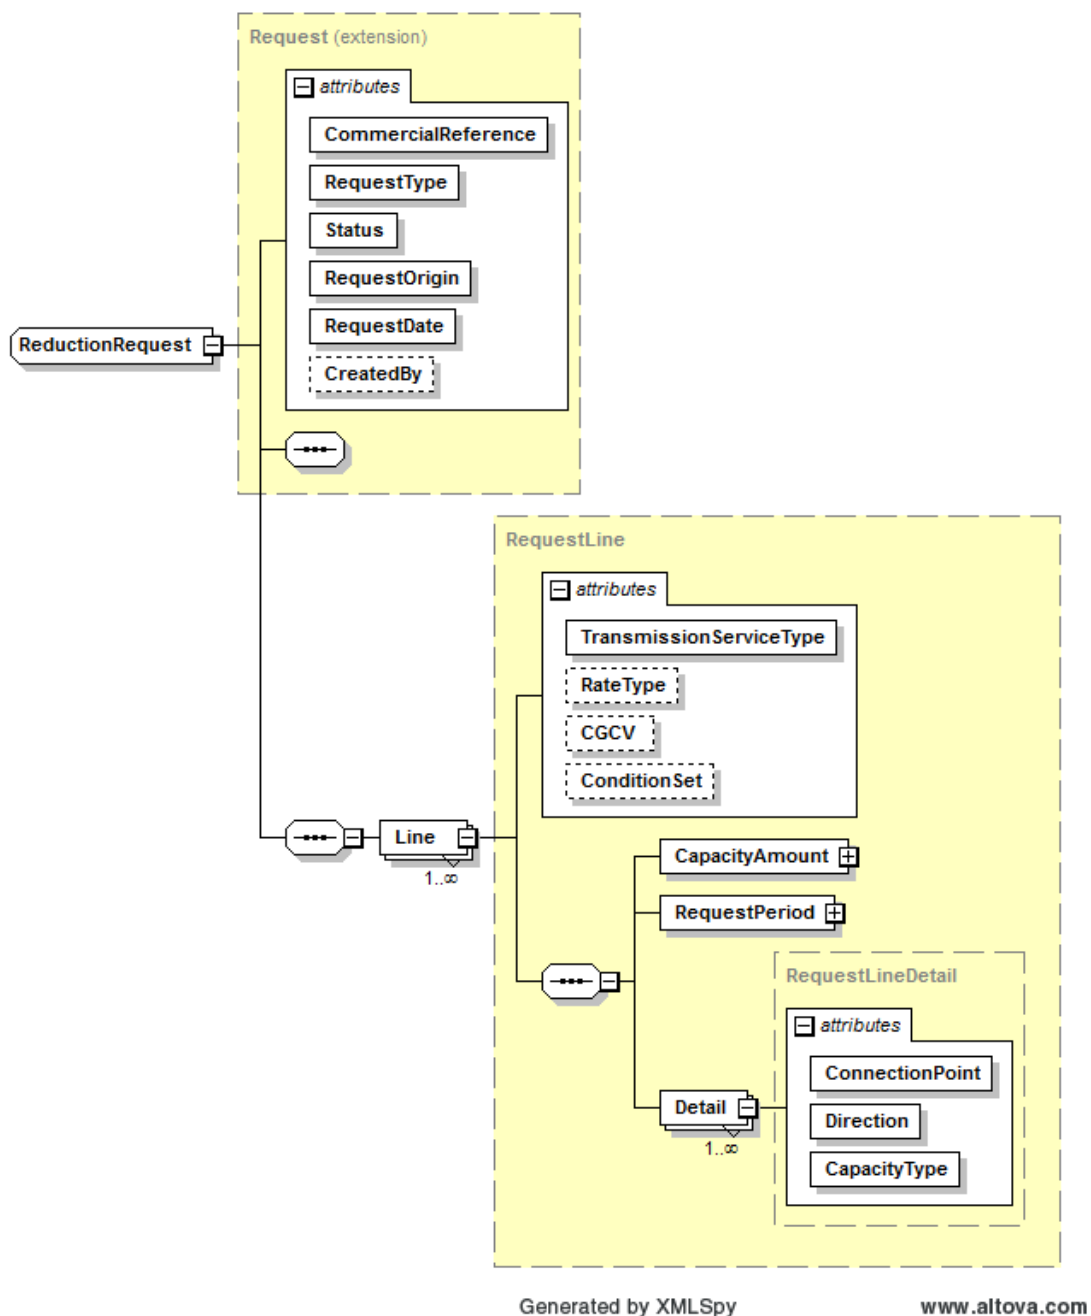 Request (extension)
attributes
CommercialReference
RequestType
Status
RequestOrigin
RequestDate
CreatedBy
ReductionRequest
RequestLine
attributes
TransmissionServiceType
RateType
CGCV
ConditionSet
Line
1..∞
CapacityAmount
RequestPeriod
RequestLineDetail
attributes
ConnectionPoint
Direction
CapacityType
Detail
1..∞
Generated by XMLSpy www.altova.com